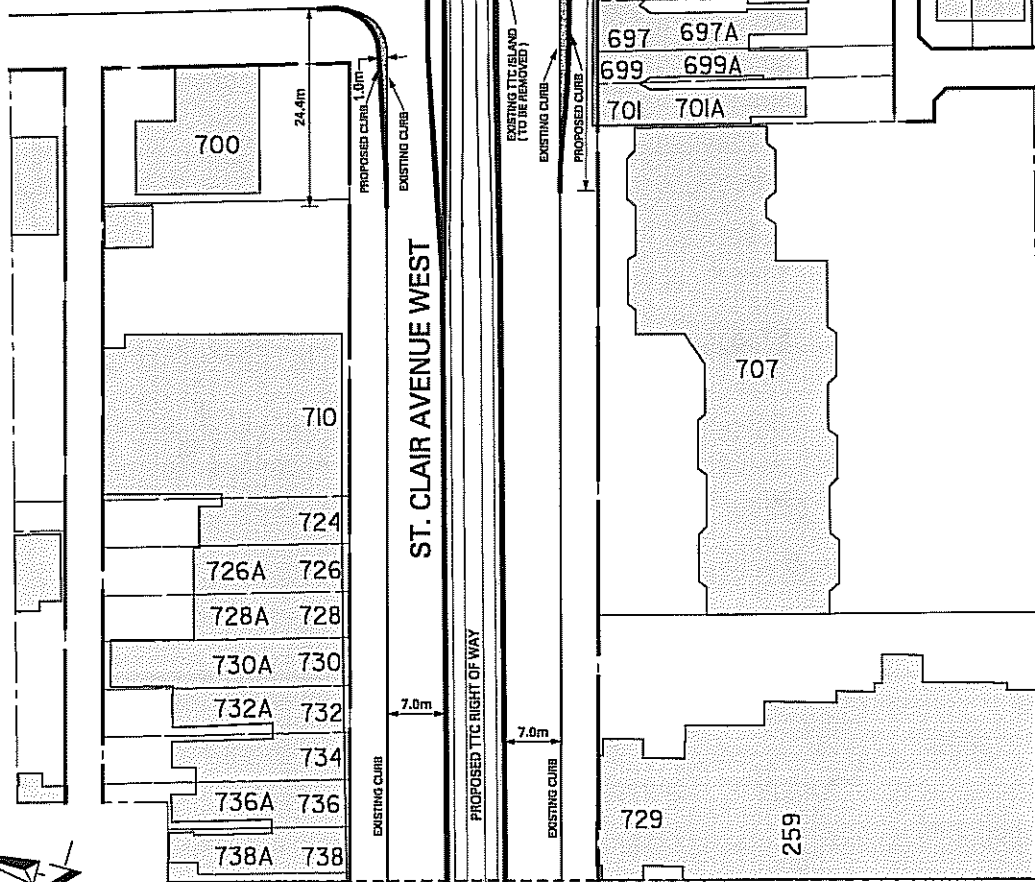 697 697A
699 699A
701 701A
EXISTING TTC ISLAND
( TO BE REMOVED )
EXISTING CURB
PROPOSED CURB
1.0m
PROPOSED CURB
EXISTING CURB
24.4m
700
ST. CLAIR AVENUE WEST
707
710
724
726A 726
728A 728
730A 730
732A 732
734
736A 736
738A 738
7.0m
7.0m
PROPOSED TTC RIGHT OF WAY
EXISTING CURB
EXISTING CURB
729
259